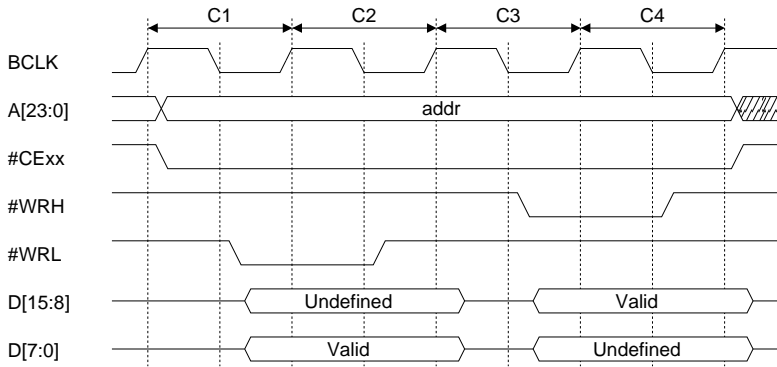 C1 C2 C3 C4
BCLK
A[23:0] addr
#CExx
#WRH
#WRL
D[15:8] Undefined Valid
D[7:0] Valid Undefined